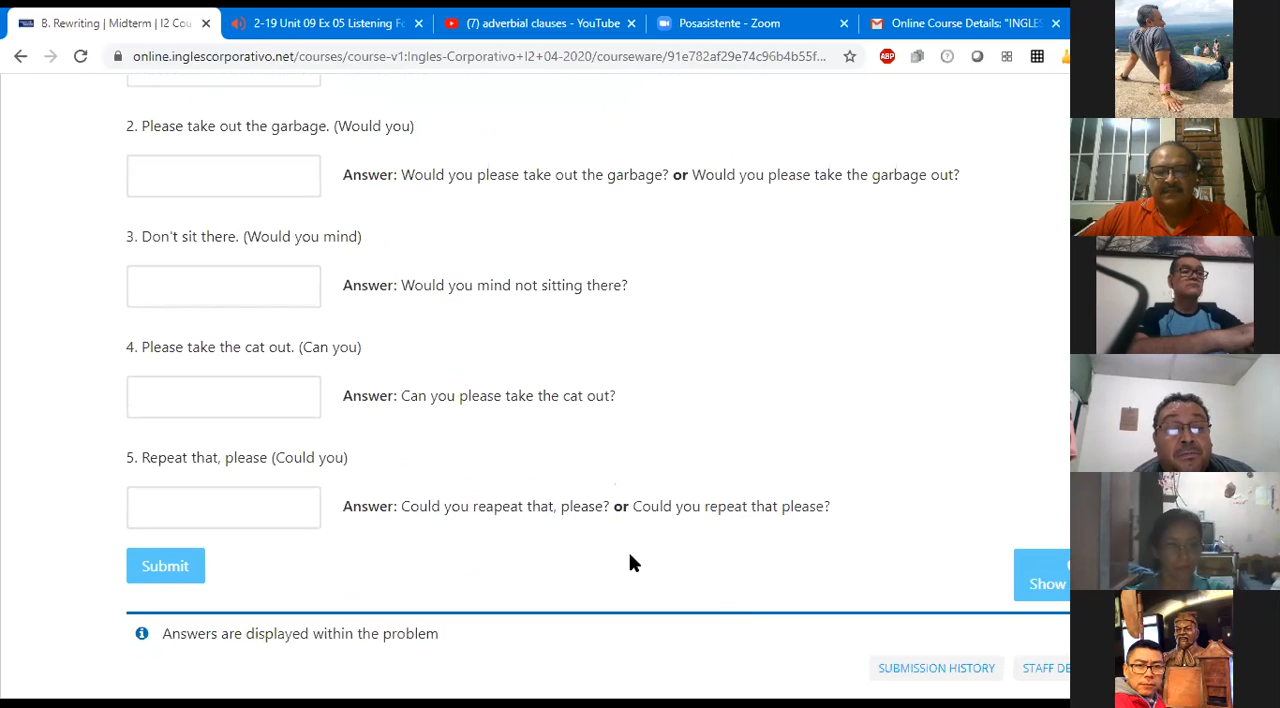 B. Rewriting | Midterm | I2 Cou
2-19 Unit 09 Ex 05 Listening Fo
(7) adverbial clauses - YouTube
Posasistente - Zoom
Online Course Details: "INGLES
online.inglescorporativo.net/courses/course-v1:Ingles-Corporativo+I2+04-2020/courseware/91e782af29e74c96b4b55f...
ABP
2. Please take out the garbage. (Would you)
Answer: Would you please take out the garbage? or Would you please take the garbage out?
3. Don't sit there. (Would you mind)
Answer: Would you mind not sitting there?
4. Please take the cat out. (Can you)
Answer: Can you please take the cat out?
5. Repeat that, please (Could you)
Answer: Could you reapeat that, please? or Could you repeat that please?
Submit
Show
Answers are displayed within the problem
SUBMISSION HISTORY
STAFF DE